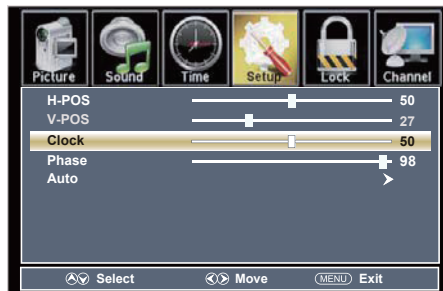 Picture Sound Time Setup Lock Channel
H-POS 50
V-POS 27
Clock 50
Phase 98
Auto
Select Move MENU Exit